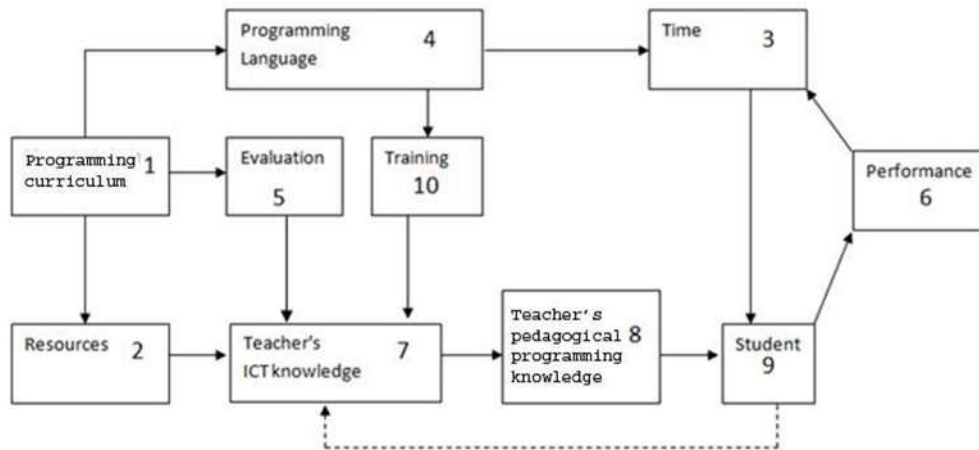 Programming 4
Language
Time 3
Programming 1
curriculum
Evaluation
5
Training
10
Performance
6
Resources 2
Teacher's 7
ICT knowledge
Teacher's
pedagogical 8
programming
knowledge
Student
9